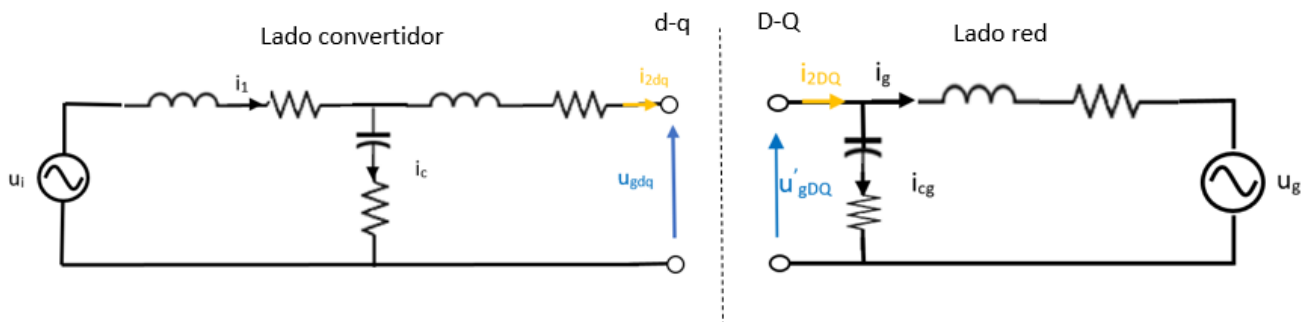 Lado convertidor
d-q
D-Q
Lado red
i1
i2dq
i2DQ
ig
ui
ic
ugdq
u'gDQ
icg
ug